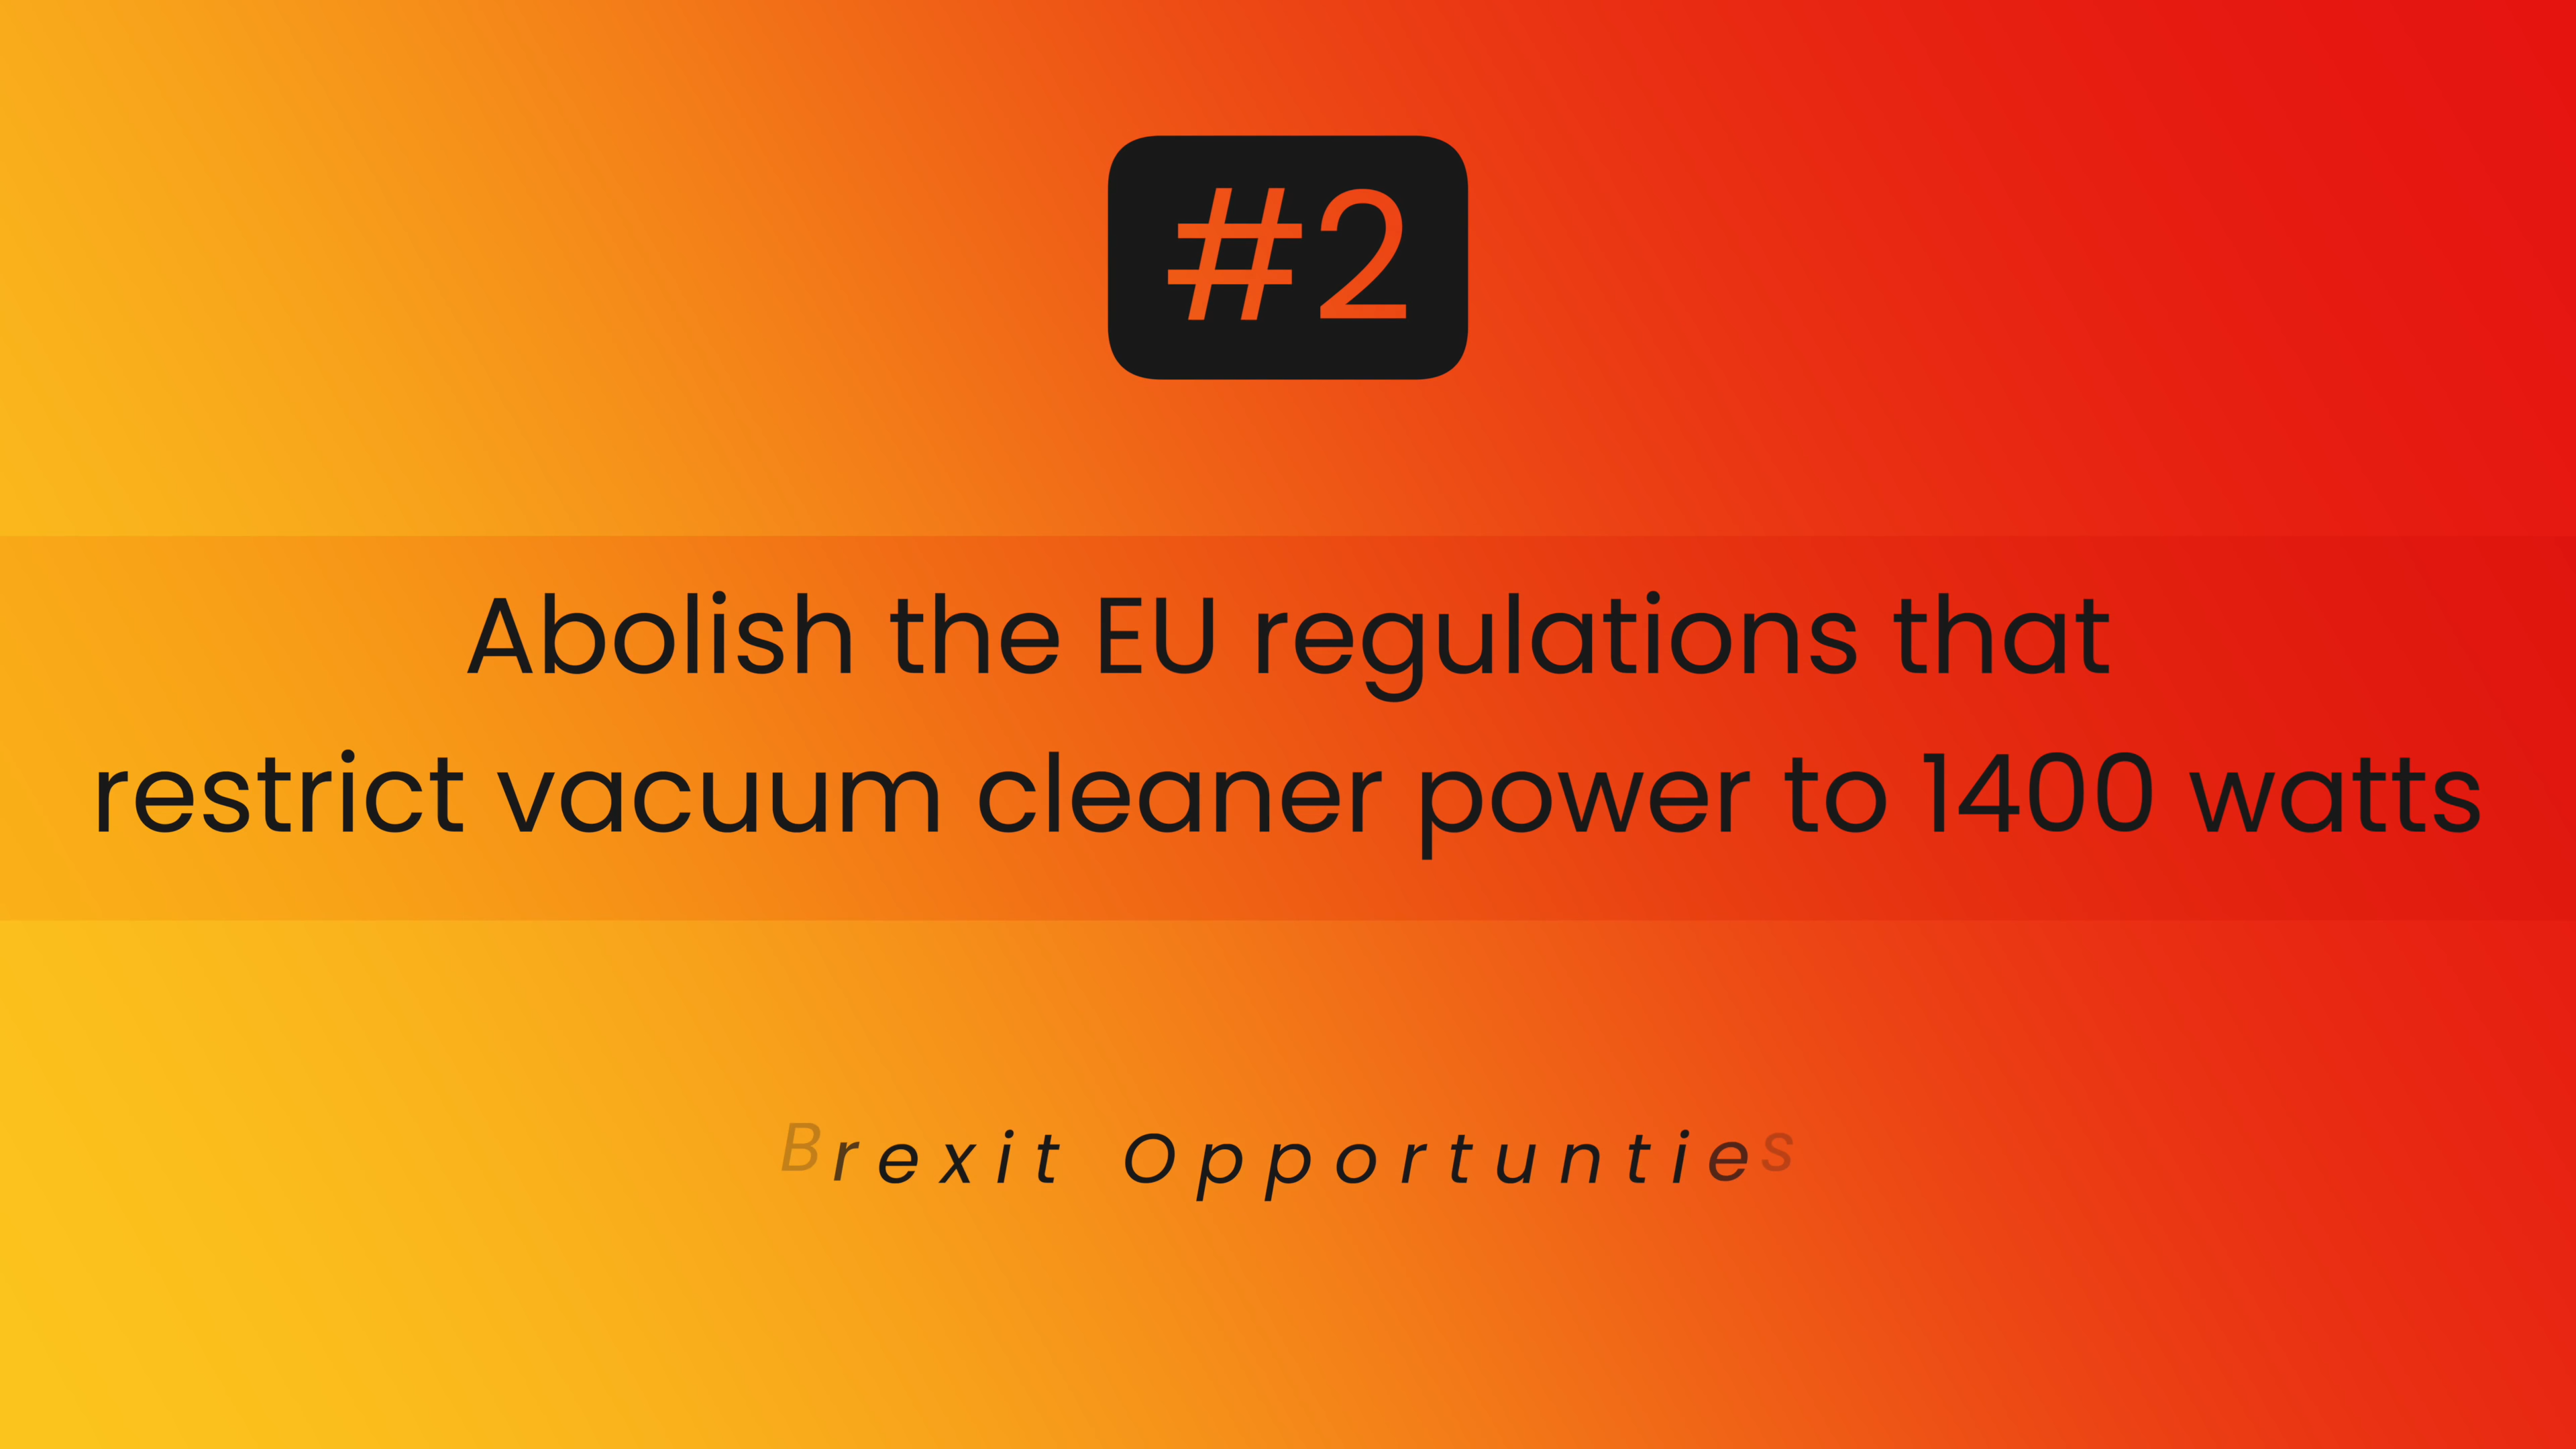 #2
Abolish the EU regulations that
restrict vacuum cleaner power to 1400 watts
Brexit Opportunties